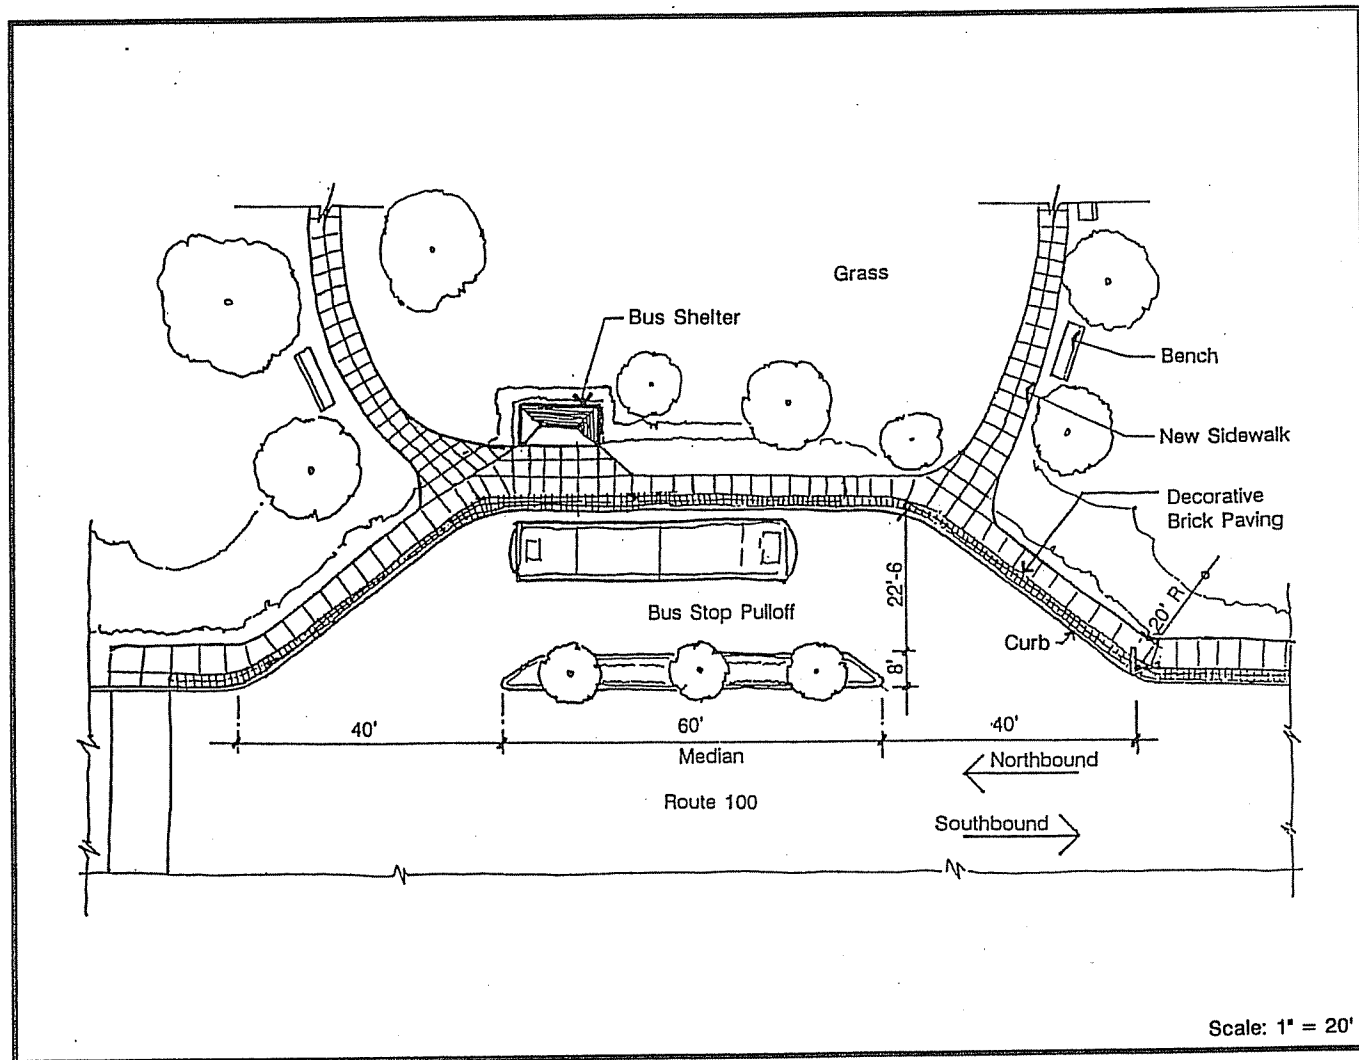 Grass
Bus Shelter
Bench
New Sidewalk
Decorative
Brick Paving
22'-6
20' R
Bus Stop Pulloff
Curb
8'
40'
60'
40'
Median
Northbound
Route 100
Southbound
Scale: 1" = 20'